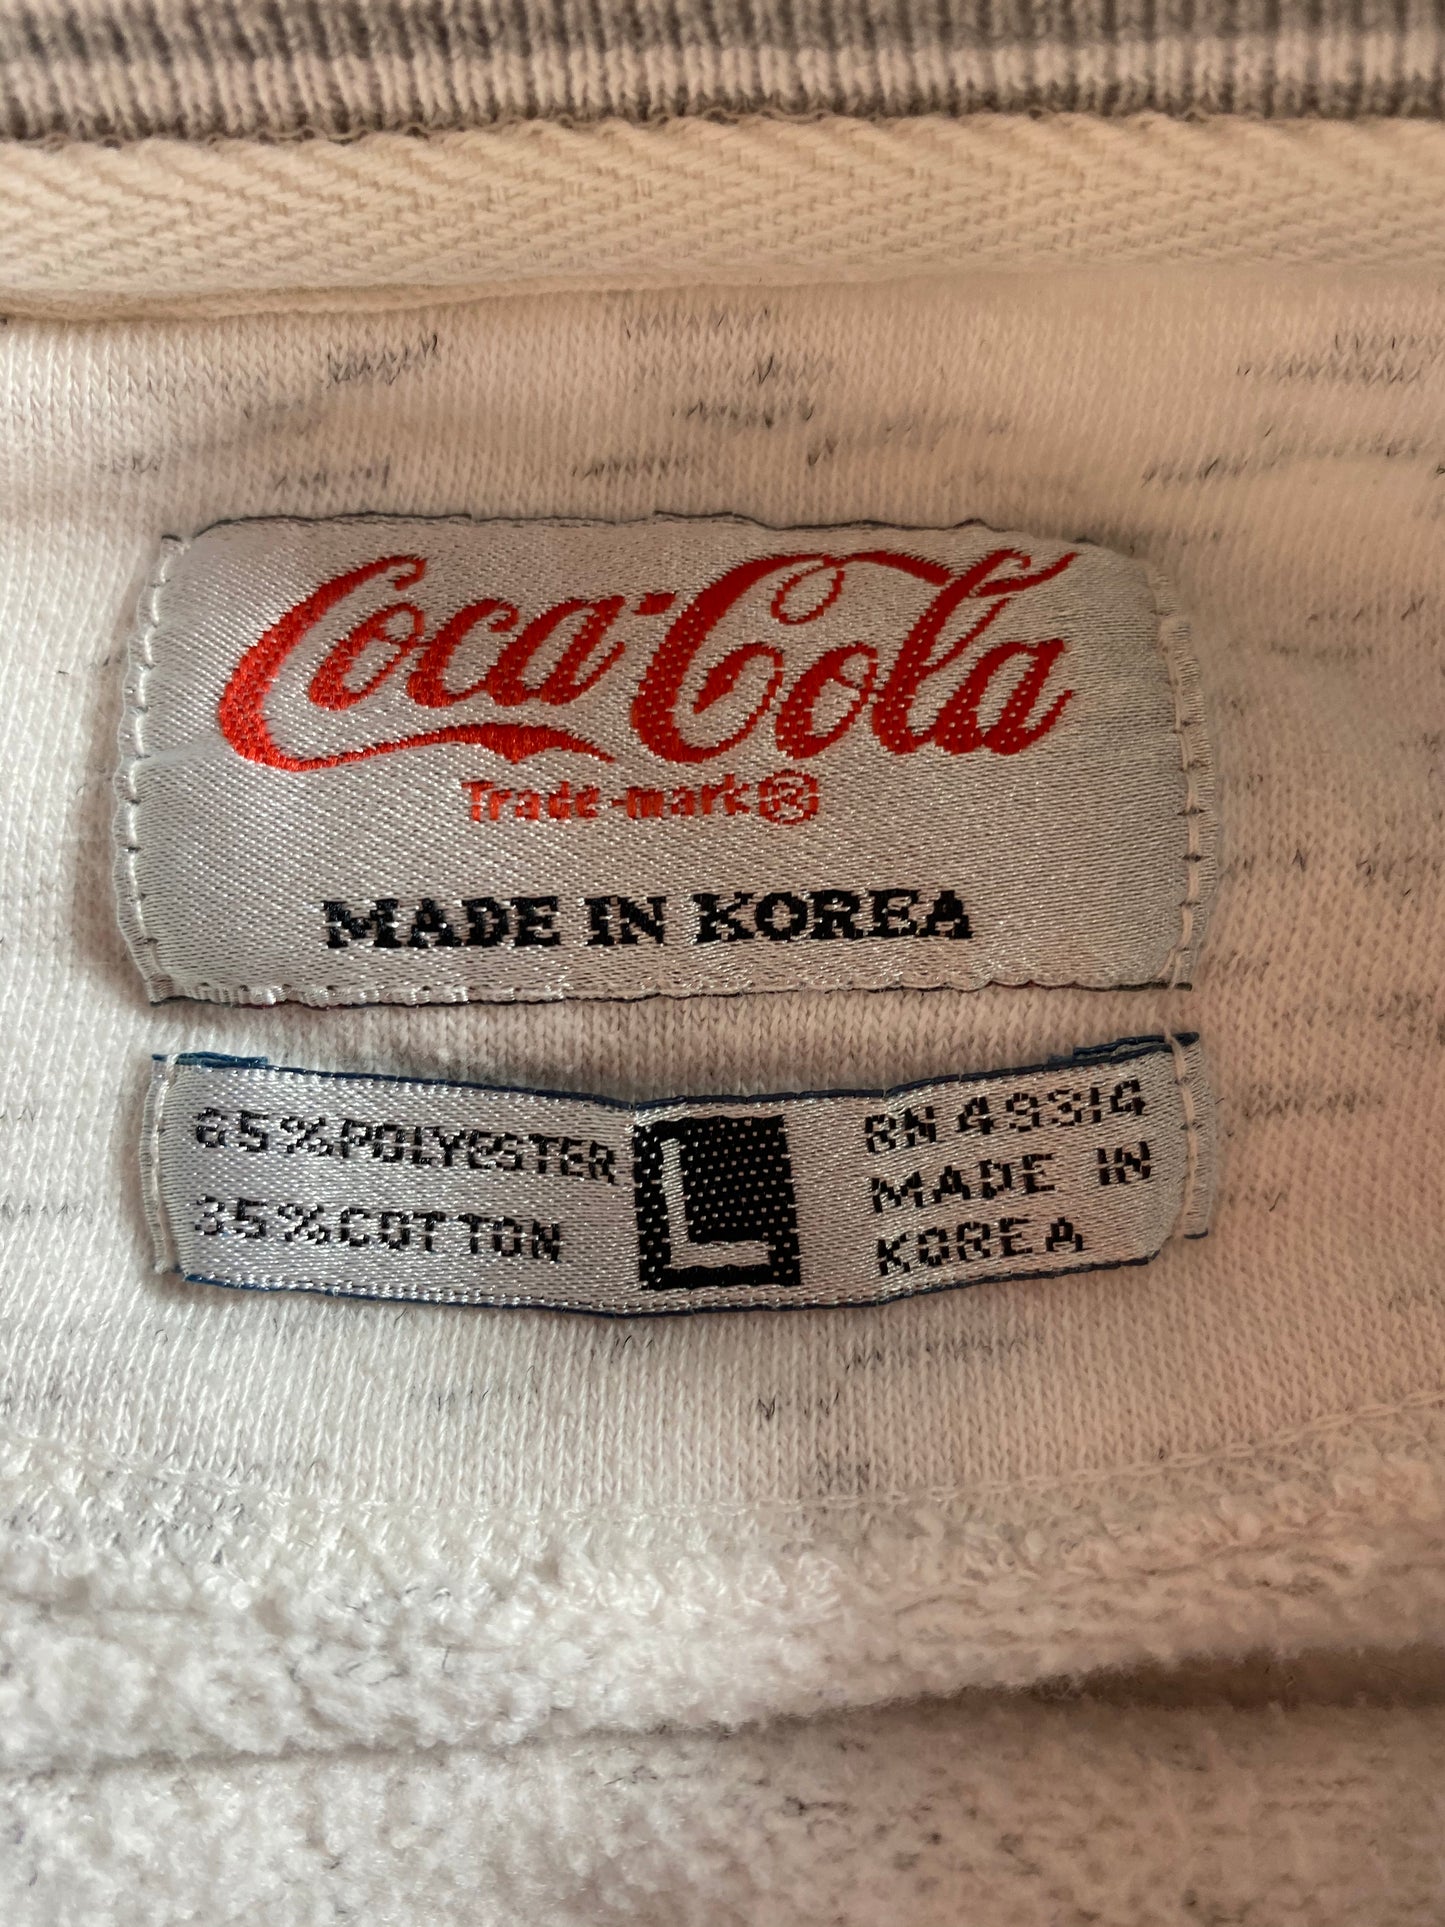 Coca-Cola
Trade-mark®
MADE IN KOREA
65%POLYESTER
35%COTTON
L
RN 49314
MADE IN
KOREA